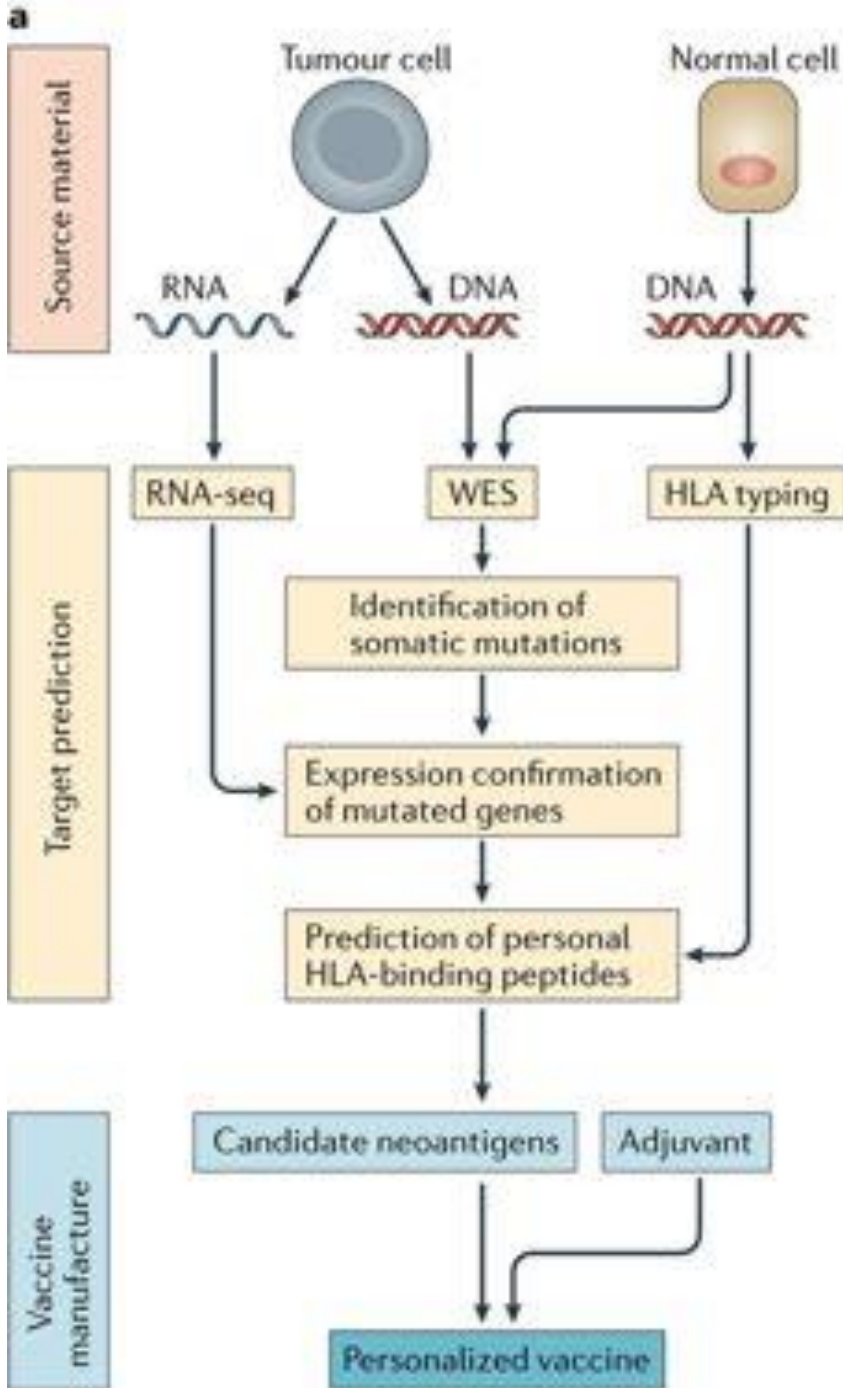 a
Source material
Tumour cell
Normal cell
RNA
DNA
DNA
Target prediction
RNA-seq
WES
HLA typing
Identification of
somatic mutations
Expression confirmation
of mutated genes
Prediction of personal
HLA-binding peptides
Vaccine
manufacture
Candidate neoantigens
Adjuvant
Personalized vaccine